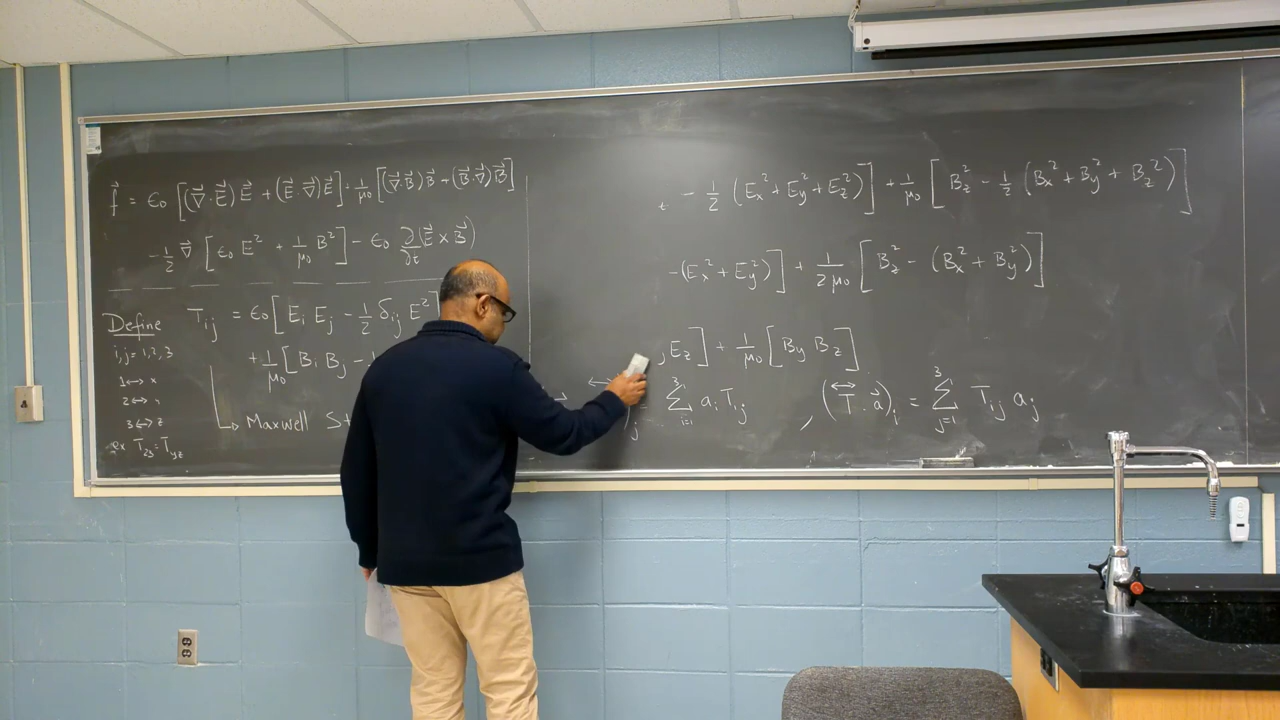 f⃗ = ϵ₀ [(∇⃗·E⃗)E⃗ + (E⃗·∇⃗)E⃗] + 1/μ₀ [(∇⃗·B⃗)B⃗ + (B⃗·∇⃗)B⃗]
- 1/2 ∇⃗ [ϵ₀ E² + 1/μ₀ B²] - ϵ₀ ∂/∂t (E⃗ × B⃗)
Define
i,j = 1,2,3
1 ↔ x
2 ↔ y
3 ↔ z
ex T₂₃ = T_yz
T_ij = ϵ₀ [E_i E_j - 1/2 δ_ij E²]
+ 1/μ₀ [B_i B_j - 1
↳ Maxwell St
- 1/2 (E_x² + E_y² + E_z²)] + 1/μ₀ [B_z² - 1/2 (B_x² + B_y² + B_z²)]
- (E_x² + E_y²)] + 1/2μ₀ [B_z² - (B_x² + B_y²)]
E_z] + 1/μ₀ [B_y B_z]
)_j = Σ_{i=1}^{3} a_i T_ij , (T⃡·a⃗)_i = Σ_{j=1}^{3} T_ij a_j